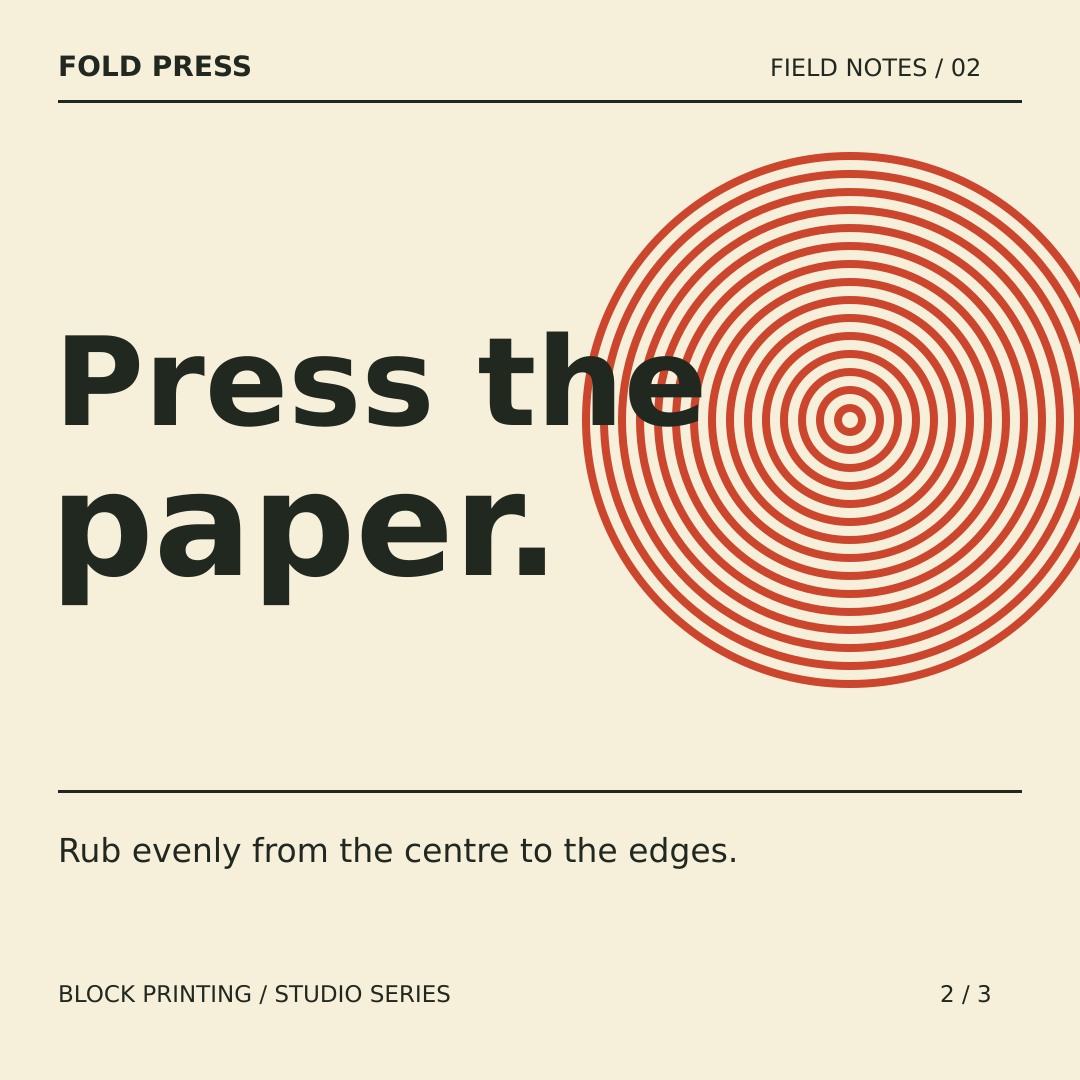 FOLD PRESS
FIELD NOTES / 02
Press the
paper.
Rub evenly from the centre to the edges.
BLOCK PRINTING / STUDIO SERIES
2 / 3